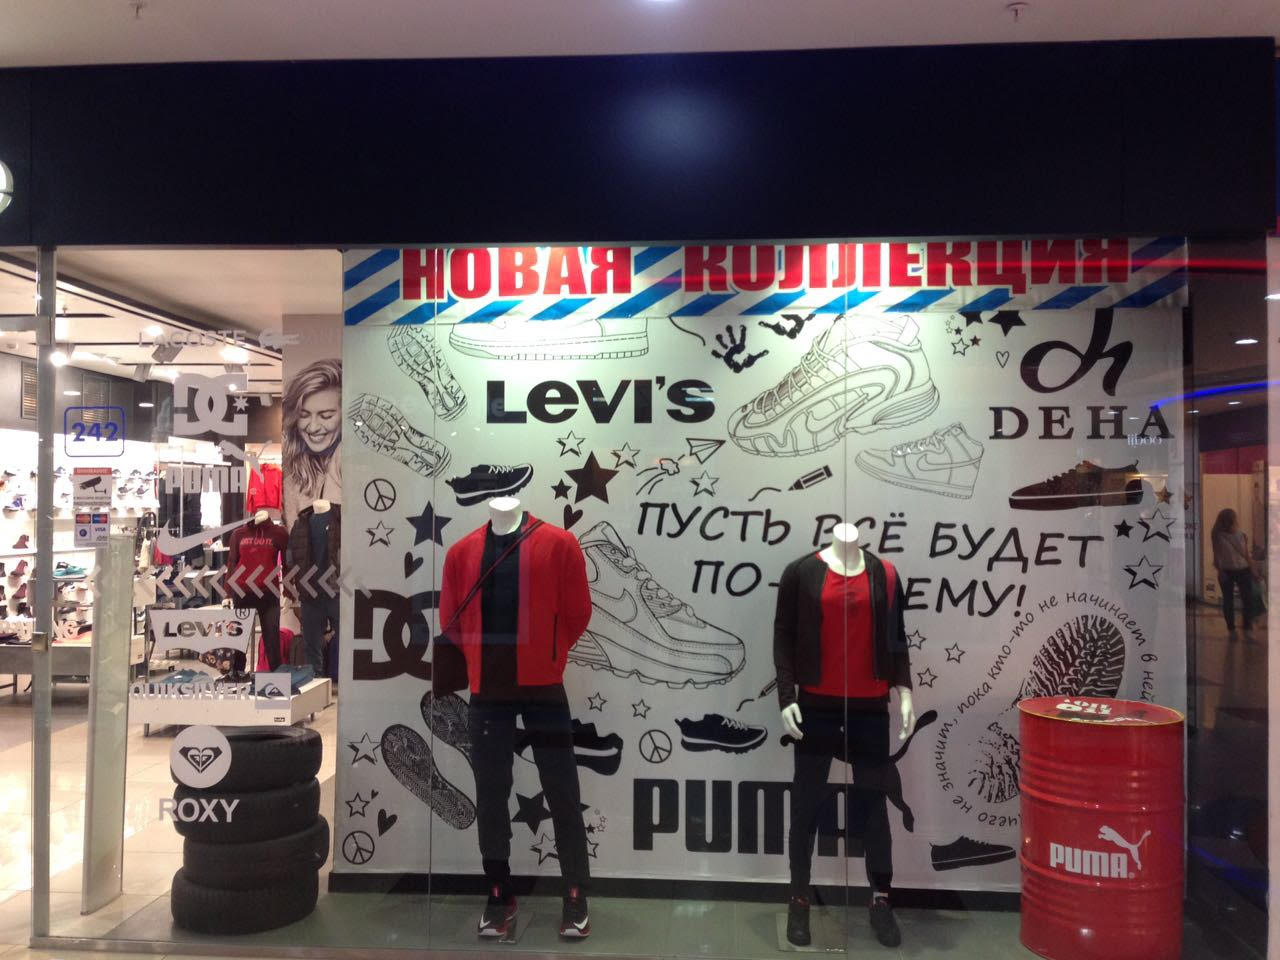 НОВАЯ КОЛЛЕКЦИЯ
LACOSTE
LEVI'S
DEHA
242
DC
PUMA
ПУСТЬ ВСЁ БУДЕТ
ПО-
ЕМУ!
DC
LEVI'S®
не значит, пока кто-то не начинает в ней
QUIKSILVER
ROXY
PUMA
PUMA